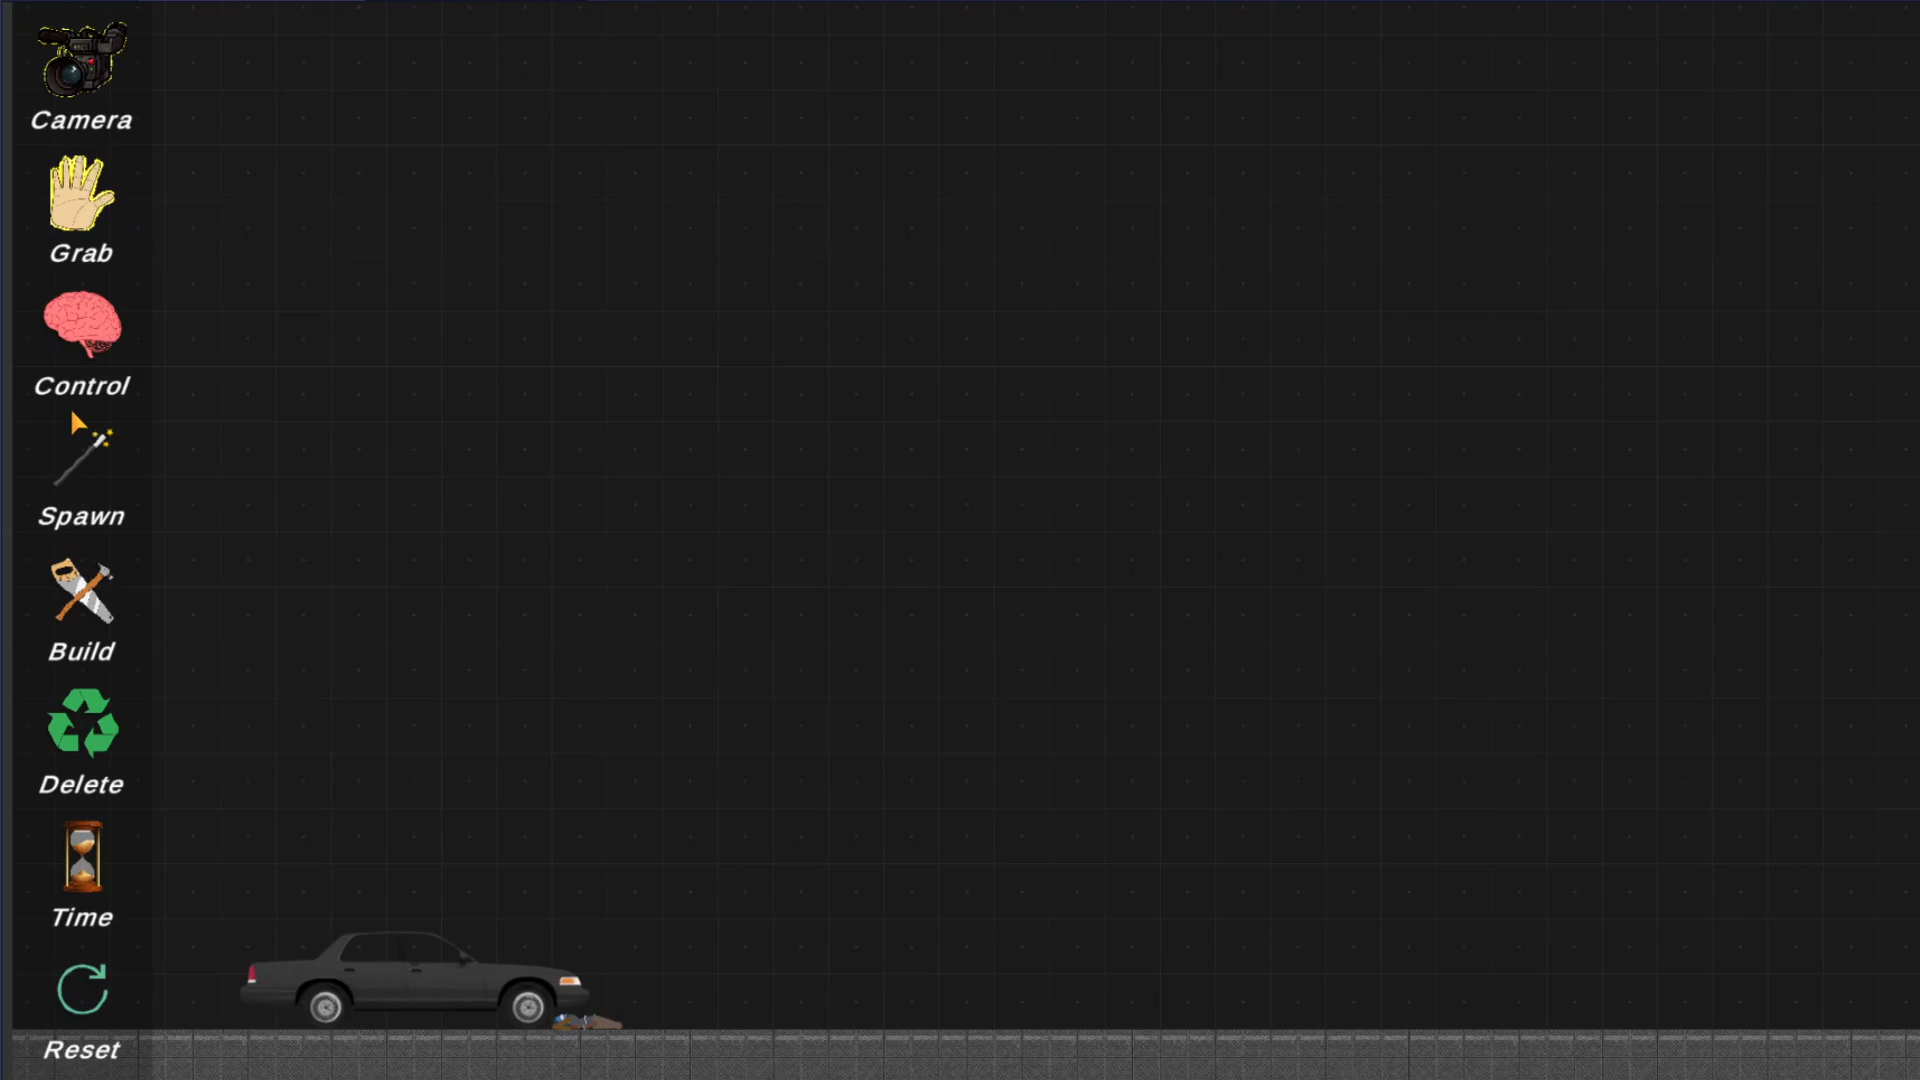 Camera
Grab
Control
Spawn
Build
Delete
Time
Reset